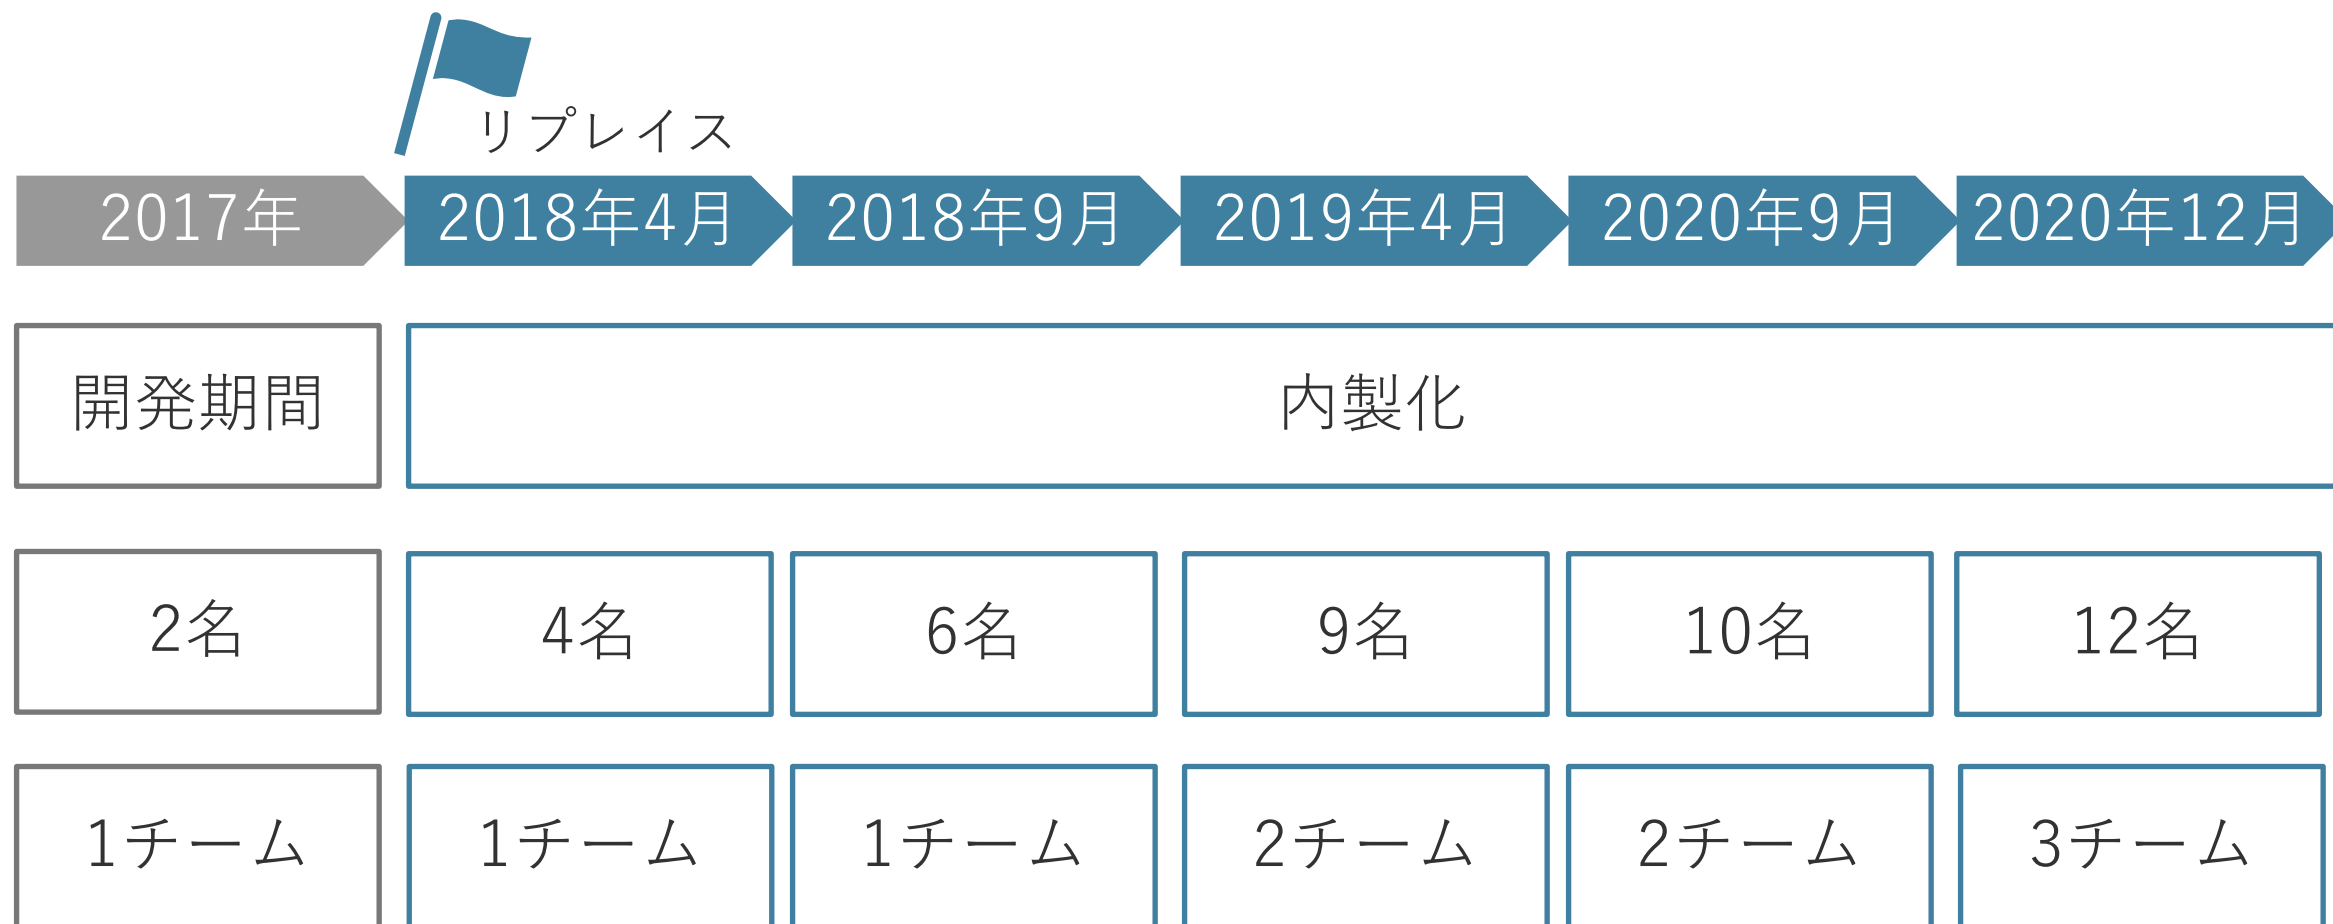 リプレイス
2017年 2018年4月 2018年9月 2019年4月 2020年9月 2020年12月
開発期間 内製化
2名 4名 6名 9名 10名 12名
1チーム 1チーム 1チーム 2チーム 2チーム 3チーム